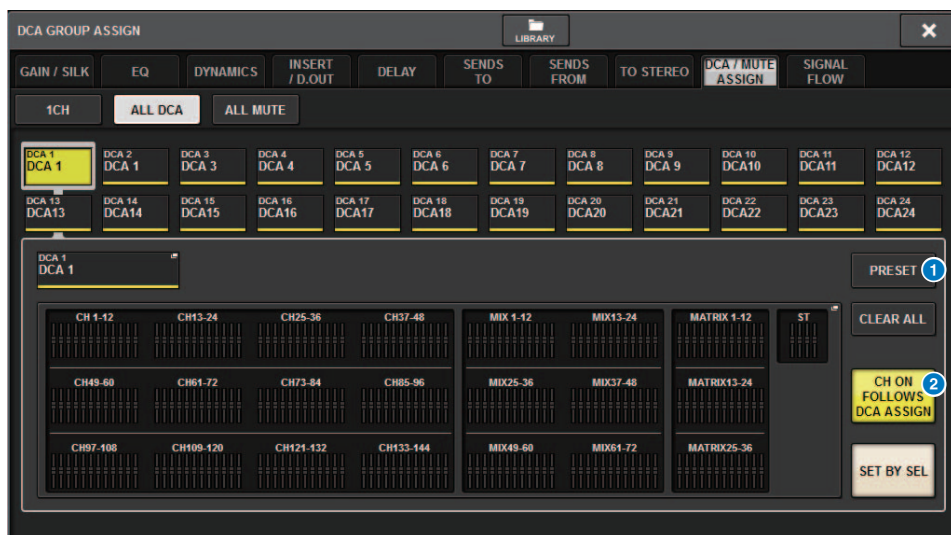 DCA GROUP ASSIGN
LIBRARY
GAIN / SILK EQ DYNAMICS INSERT / D.OUT DELAY SENDS TO SENDS FROM TO STEREO DCA / MUTE ASSIGN SIGNAL FLOW
1CH ALL DCA ALL MUTE
DCA 1 DCA 2 DCA 3 DCA 4 DCA 5 DCA 6 DCA 7 DCA 8 DCA 9 DCA 10 DCA 11 DCA 12
DCA 1 DCA 1 DCA 3 DCA 4 DCA 5 DCA 6 DCA 7 DCA 8 DCA 9 DCA10 DCA11 DCA12
DCA 13 DCA 14 DCA 15 DCA 16 DCA 17 DCA 18 DCA 19 DCA 20 DCA 21 DCA 22 DCA 23 DCA 24
DCA13 DCA14 DCA15 DCA16 DCA17 DCA18 DCA19 DCA20 DCA21 DCA22 DCA23 DCA24
DCA 1
DCA 1
PRESET 1
CH 1-12 CH13-24 CH25-36 CH37-48 MIX 1-12 MIX13-24 MATRIX 1-12 ST
CLEAR ALL
CH49-60 CH61-72 CH73-84 CH85-96 MIX25-36 MIX37-48 MATRIX13-24
CH ON FOLLOWS DCA ASSIGN 2
CH97-108 CH109-120 CH121-132 CH133-144 MIX49-60 MIX61-72 MATRIX25-36
SET BY SEL